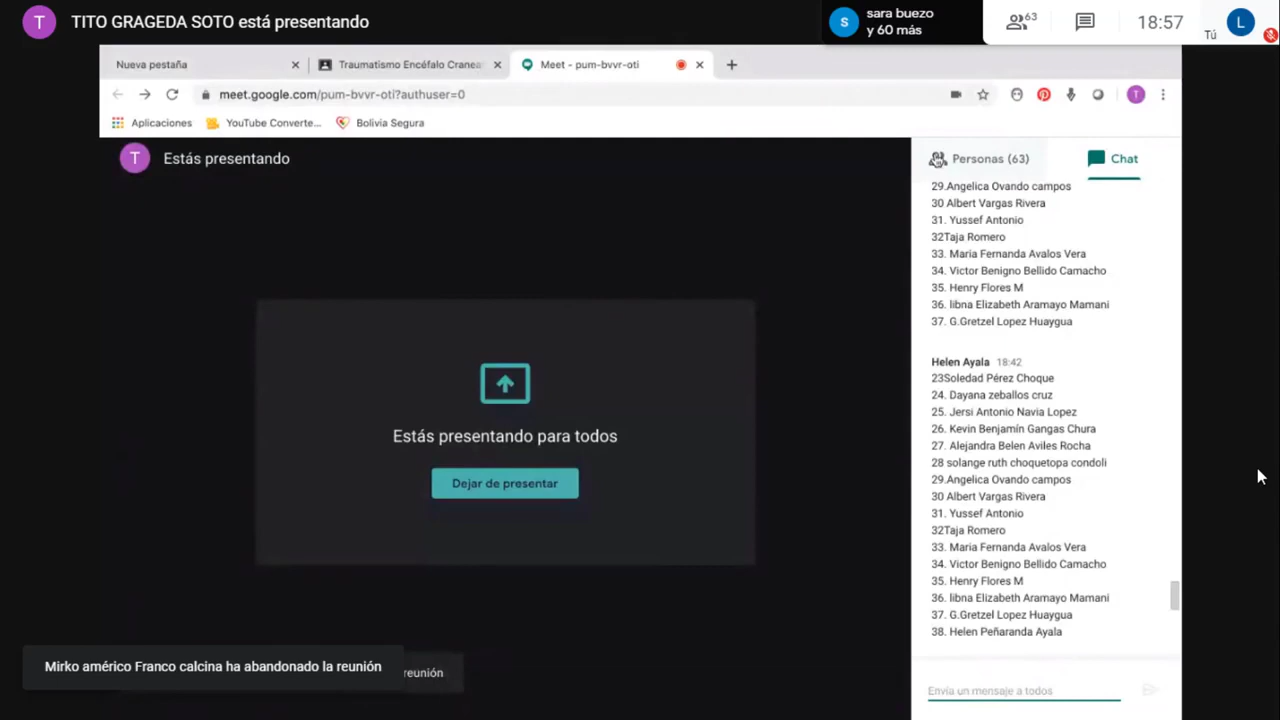 T TITO GRAGEDA SOTO está presentando
S sara buezo
y 60 más
63
18:57
Tú
L
Nueva pestaña
Traumatismo Encéfalo Cranea
Meet - pum-bvvr-oti
meet.google.com/pum-bvvr-oti?authuser=0
T
Aplicaciones
YouTube Converte...
Bolivia Segura
T Estás presentando
Personas (63)
Chat
29.Angelica Ovando campos
30 Albert Vargas Rivera
31. Yussef Antonio
32Taja Romero
33. Maria Fernanda Avalos Vera
34. Victor Benigno Bellido Camacho
35. Henry Flores M
36. libna Elizabeth Aramayo Mamani
37. G.Gretzel Lopez Huaygua
Helen Ayala 18:42
23Soledad Pérez Choque
24. Dayana zeballos cruz
25. Jersi Antonio Navia Lopez
26. Kevin Benjamín Gangas Chura
27. Alejandra Belen Aviles Rocha
28 solange ruth choquetopa condoli
29.Angelica Ovando campos
30 Albert Vargas Rivera
31. Yussef Antonio
32Taja Romero
33. Maria Fernanda Avalos Vera
34. Victor Benigno Bellido Camacho
35. Henry Flores M
36. libna Elizabeth Aramayo Mamani
37. G.Gretzel Lopez Huaygua
38. Helen Peñaranda Ayala
Estás presentando para todos
Dejar de presentar
Mirko américo Franco calcina ha abandonado la reunión
reunión
Envía un mensaje a todos